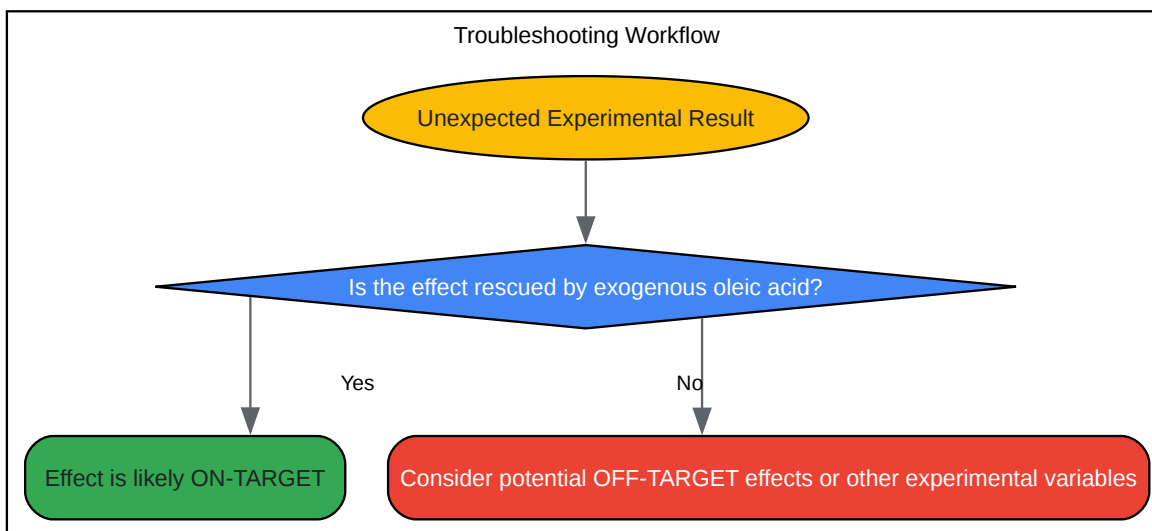 Troubleshooting Workflow
Unexpected Experimental Result
Is the effect rescued by exogenous oleic acid?
Yes
No
Effect is likely ON-TARGET
Consider potential OFF-TARGET effects or other experimental variables